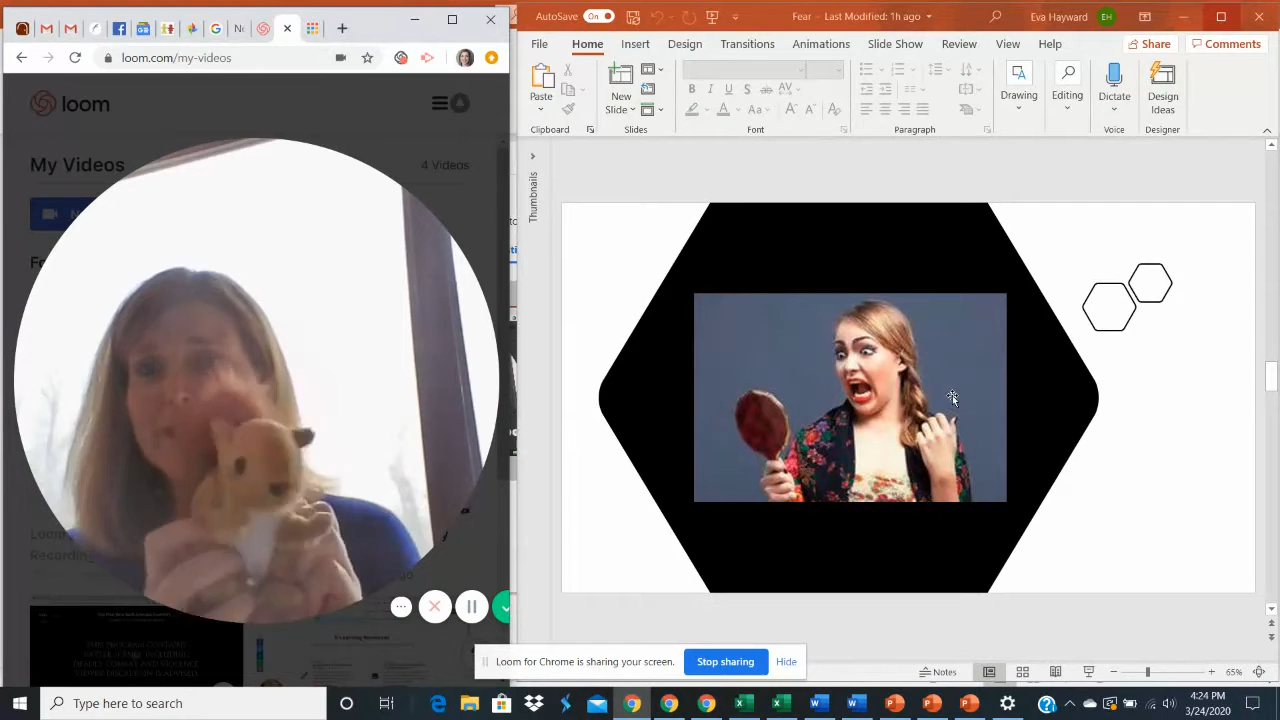 AutoSave On
Fear – Last Modified: 1h ago
Eva Hayward EH
loom.com/my-videos
File Home Insert Design Transitions Animations Slide Show Review View Help
Share Comments
loom
Paste
New
Slide
B I U S ab AV
Aa A A
Drawing Editing Dictate Design
Ideas
Clipboard Slides Font Paragraph Voice Designer
My Videos 4 Videos
Thumbnails
Loom for Chrome is sharing your screen. Stop sharing Hide
Notes 65%
Type here to search
4:24 PM
3/24/2020